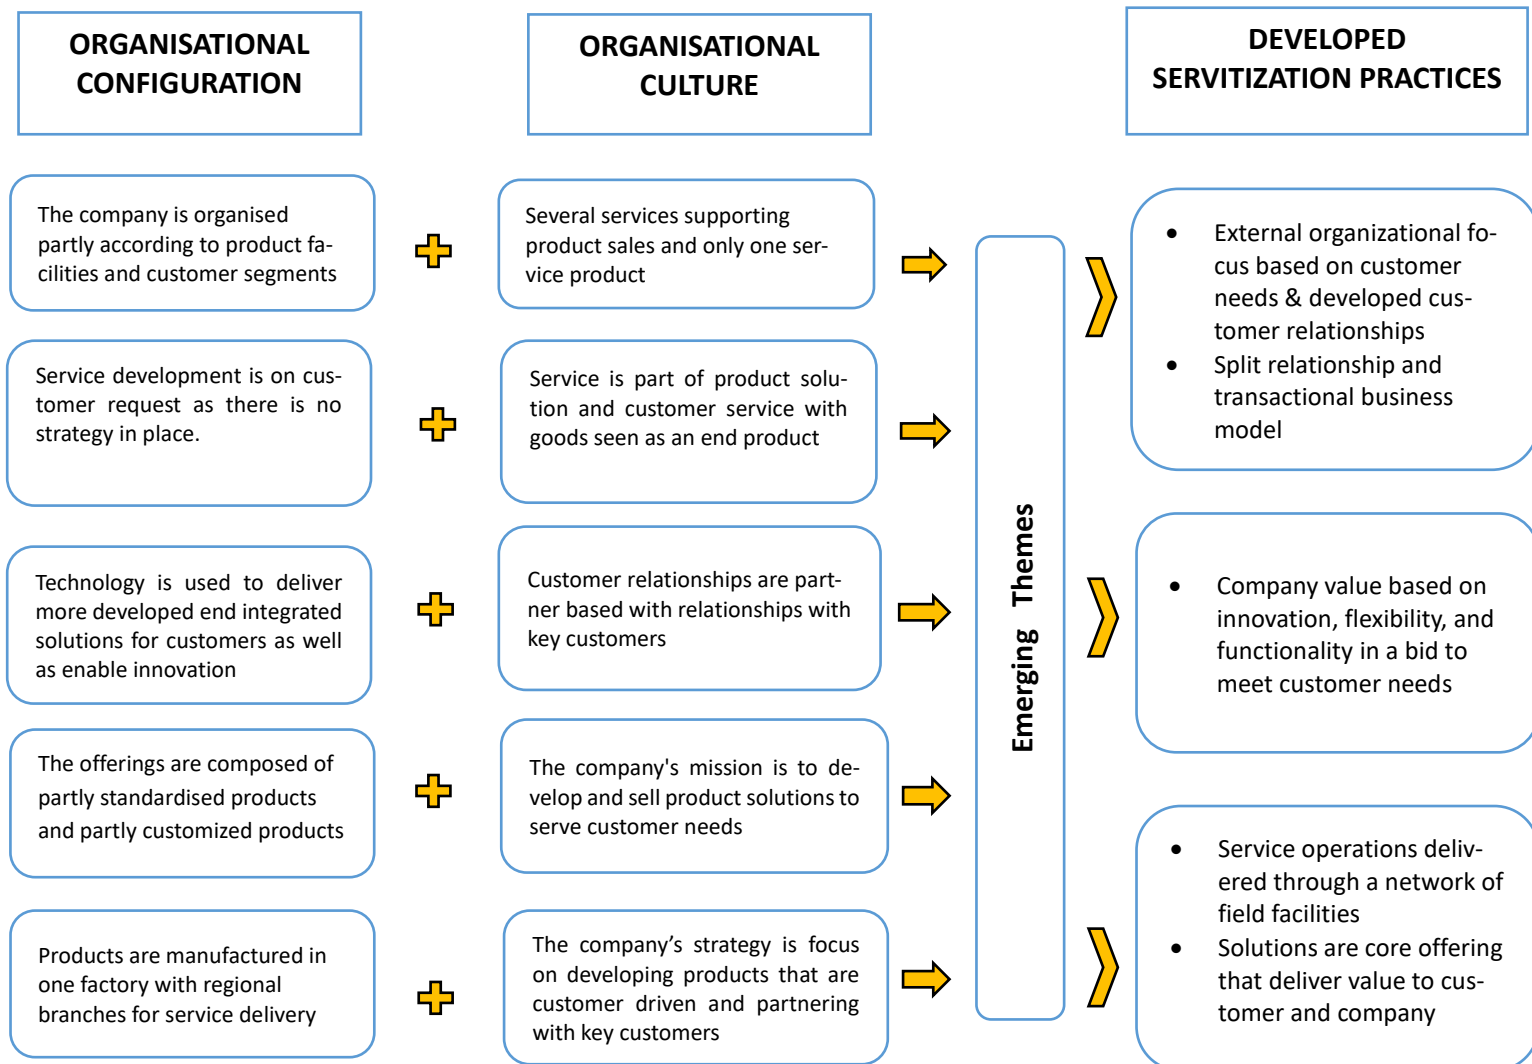 ORGANISATIONAL
CONFIGURATION
ORGANISATIONAL
CULTURE
DEVELOPED
SERVITIZATION PRACTICES
The company is organised
partly according to product fa-
cilities and customer segments
Several services supporting
product sales and only one ser-
vice product
Service development is on cus-
tomer request as there is no
strategy in place.
Service is part of product solu-
tion and customer service with
goods seen as an end product
Technology is used to deliver
more developed end integrated
solutions for customers as well
as enable innovation
Customer relationships are part-
ner based with relationships with
key customers
The offerings are composed of
partly standardised products
and partly customized products
The company's mission is to de-
velop and sell product solutions to
serve customer needs
Products are manufactured in
one factory with regional
branches for service delivery
The company’s strategy is focus
on developing products that are
customer driven and partnering
with key customers
Emerging Themes
• External organizational fo-
cus based on customer
needs & developed cus-
tomer relationships
• Split relationship and
transactional business
model
• Company value based on
innovation, flexibility, and
functionality in a bid to
meet customer needs
• Service operations deliv-
ered through a network of
field facilities
• Solutions are core offering
that deliver value to cus-
tomer and company